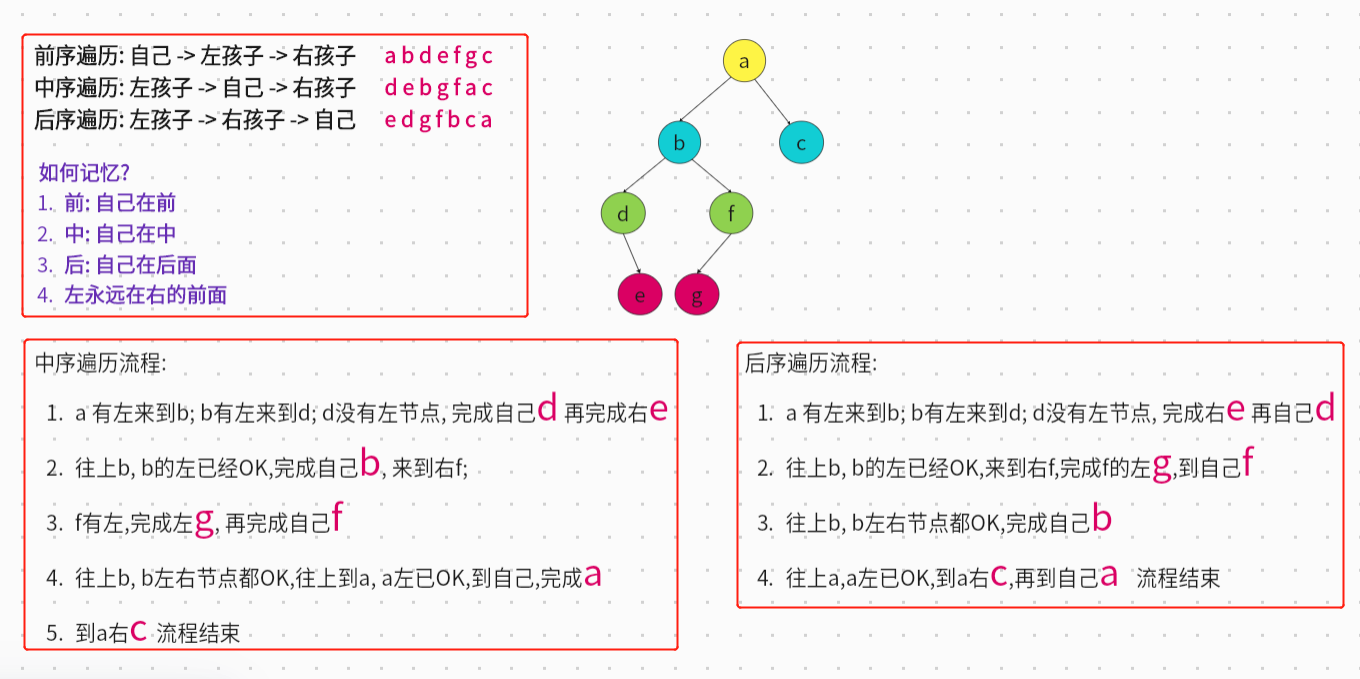 前序遍历: 自己 -> 左孩子 -> 右孩子 a b d e f g c
中序遍历: 左孩子 -> 自己 -> 右孩子 d e b g f a c
后序遍历: 左孩子 -> 右孩子 -> 自己 e d g f b c a
如何记忆?
1. 前: 自己在前
2. 中: 自己在中
3. 后: 自己在后面
4. 左永远在右的前面
a
b
c
d
f
e
g
中序遍历流程:
1. a 有左来到b; b有左来到d; d没有左节点, 完成自己d 再完成右e
2. 往上b, b的左已经OK,完成自己b, 来到右f;
3. f有左,完成左g, 再完成自己f
4. 往上b, b左右节点都OK,往上到a, a左已OK,到自己,完成a
5. 到a右c 流程结束
后序遍历流程:
1. a 有左来到b; b有左来到d; d没有左节点, 完成右e 再自己d
2. 往上b, b的左已经OK,来到右f,完成f的左g,到自己f
3. 往上b, b左右节点都OK,完成自己b
4. 往上a,a左已OK,到a右c,再到自己a 流程结束